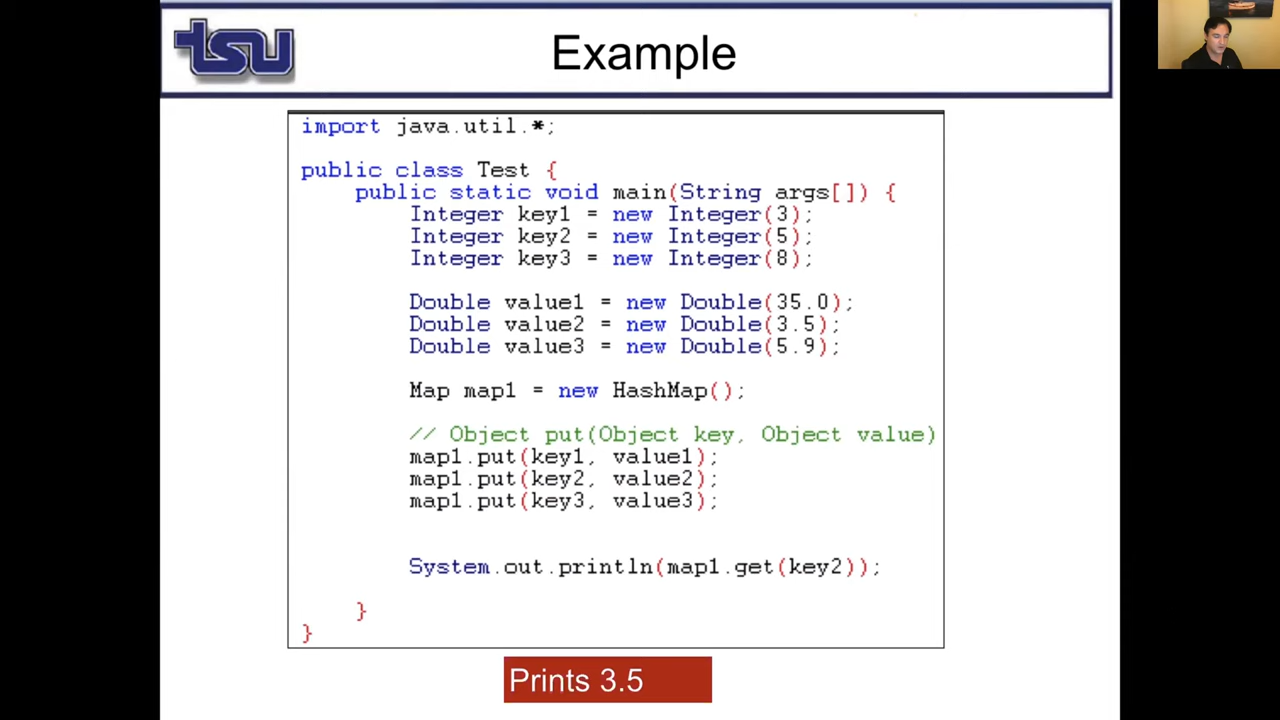 tsu
Example
import java.util.*;
public class Test {
public static void main(String args[]) {
Integer key1 = new Integer(3);
Integer key2 = new Integer(5);
Integer key3 = new Integer(8);
Double value1 = new Double(35.0);
Double value2 = new Double(3.5);
Double value3 = new Double(5.9);
Map map1 = new HashMap();
// Object put(Object key, Object value)
map1.put(key1, value1);
map1.put(key2, value2);
map1.put(key3, value3);
System.out.println(map1.get(key2));
}
}
Prints 3.5